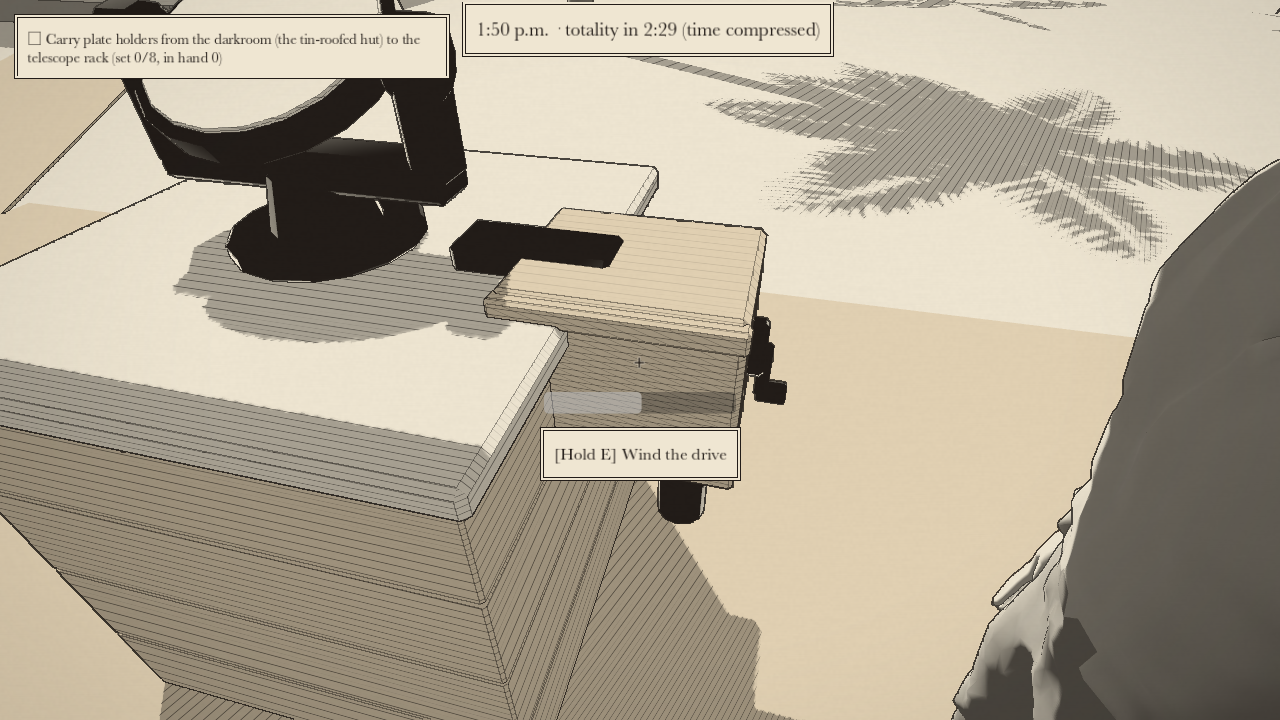 ☐ Carry plate holders from the darkroom (the tin-roofed hut) to the
telescope rack (set 0/8, in hand 0)
1:50 p.m. · totality in 2:29 (time compressed)
[Hold E] Wind the drive